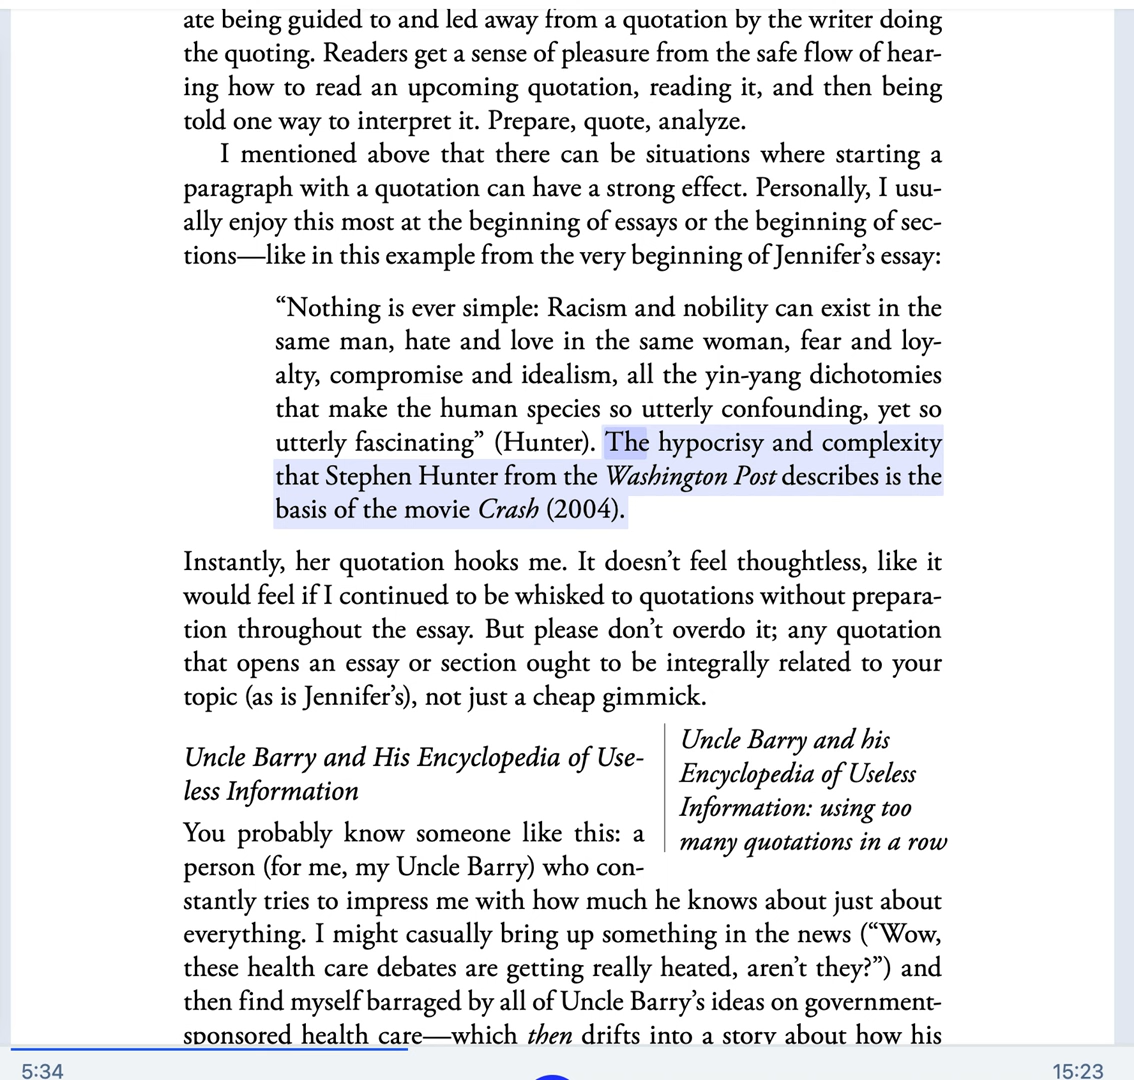 ate being guided to and led away from a quotation by the writer doing
the quoting. Readers get a sense of pleasure from the safe flow of hear-
ing how to read an upcoming quotation, reading it, and then being
told one way to interpret it. Prepare, quote, analyze.
I mentioned above that there can be situations where starting a
paragraph with a quotation can have a strong effect. Personally, I usu-
ally enjoy this most at the beginning of essays or the beginning of sec-
tions—like in this example from the very beginning of Jennifer’s essay:
“Nothing is ever simple: Racism and nobility can exist in the
same man, hate and love in the same woman, fear and loy-
alty, compromise and idealism, all the yin-yang dichotomies
that make the human species so utterly confounding, yet so
utterly fascinating” (Hunter). The hypocrisy and complexity
that Stephen Hunter from the Washington Post describes is the
basis of the movie Crash (2004).
Instantly, her quotation hooks me. It doesn’t feel thoughtless, like it
would feel if I continued to be whisked to quotations without prepara-
tion throughout the essay. But please don’t overdo it; any quotation
that opens an essay or section ought to be integrally related to your
topic (as is Jennifer’s), not just a cheap gimmick.
Uncle Barry and His Encyclopedia of Use-
less Information
Uncle Barry and his
Encyclopedia of Useless
Information: using too
many quotations in a row
You probably know someone like this: a
person (for me, my Uncle Barry) who con-
stantly tries to impress me with how much he knows about just about
everything. I might casually bring up something in the news (“Wow,
these health care debates are getting really heated, aren’t they?”) and
then find myself barraged by all of Uncle Barry’s ideas on government-
sponsored health care—which then drifts into a story about how his
5:34
15:23